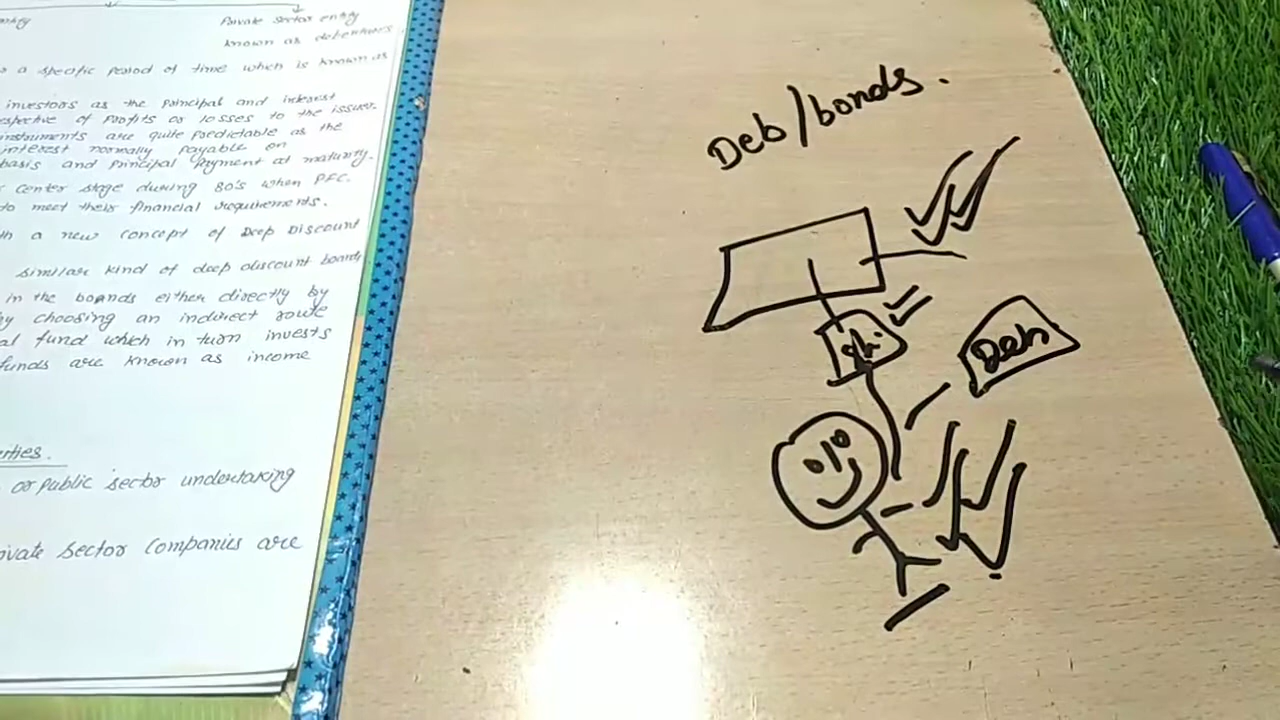 Private sector entity
known as debentures.
a specific period of time which is known as
investors as the principal and interest
espective of profits or losses to the issuer.
instruments are quite predictable as the
interest normally payable on
basis and principal payment at maturity.
center stage during 80's when PFC.
to meet their financial requirements.
th a new concept of Deep Discount
similar kind of deep discount boards
in the boands either directly by
by choosing an indirect route
al fund which in turn invests
funds are known as income
rities.
or public sector undertaking
ivate sector companies are
Deb/bonds.
Deb